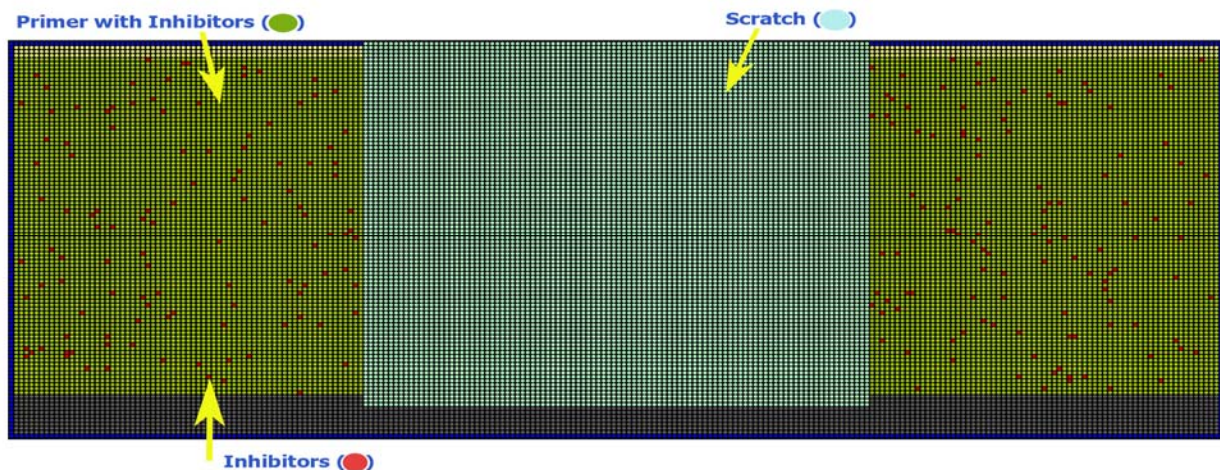 Primer with Inhibitors ( )
Scratch ( )
Inhibitors ( )